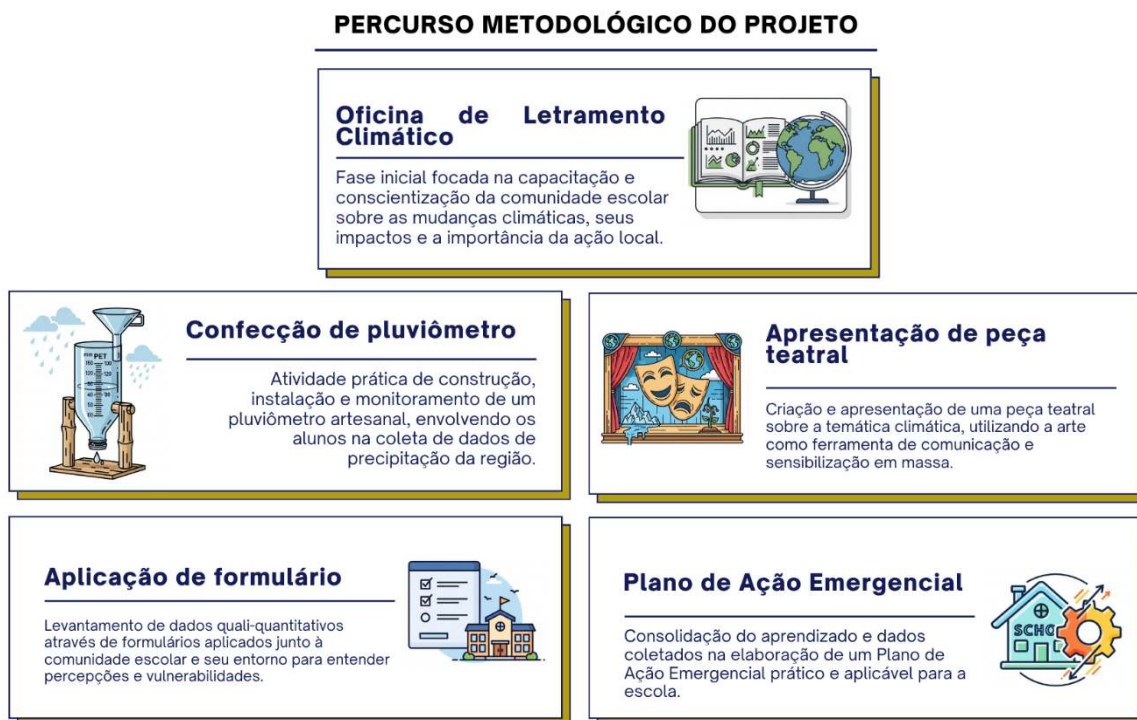 PERCURSO METODOLÓGICO DO PROJETO
Oficina de Letramento
Climático
Fase inicial focada na capacitação e
conscientização da comunidade escolar
sobre as mudanças climáticas, seus
impactos e a importância da ação local.
PET
Confecção de pluviômetro
Atividade prática de construção,
instalação e monitoramento de um
pluviômetro artesanal, envolvendo os
alunos na coleta de dados de
precipitação da região.
Apresentação de peça
teatral
Criação e apresentação de uma peça teatral
sobre a temática climática, utilizando a arte
como ferramenta de comunicação e
sensibilização em massa.
Aplicação de formulário
Levantamento de dados quali-quantitativos
através de formulários aplicados junto à
comunidade escolar e seu entorno para entender
percepções e vulnerabilidades.
Plano de Ação Emergencial
Consolidação do aprendizado e dados
coletados na elaboração de um Plano de
Ação Emergencial prático e aplicável para a
escola.
SCHO